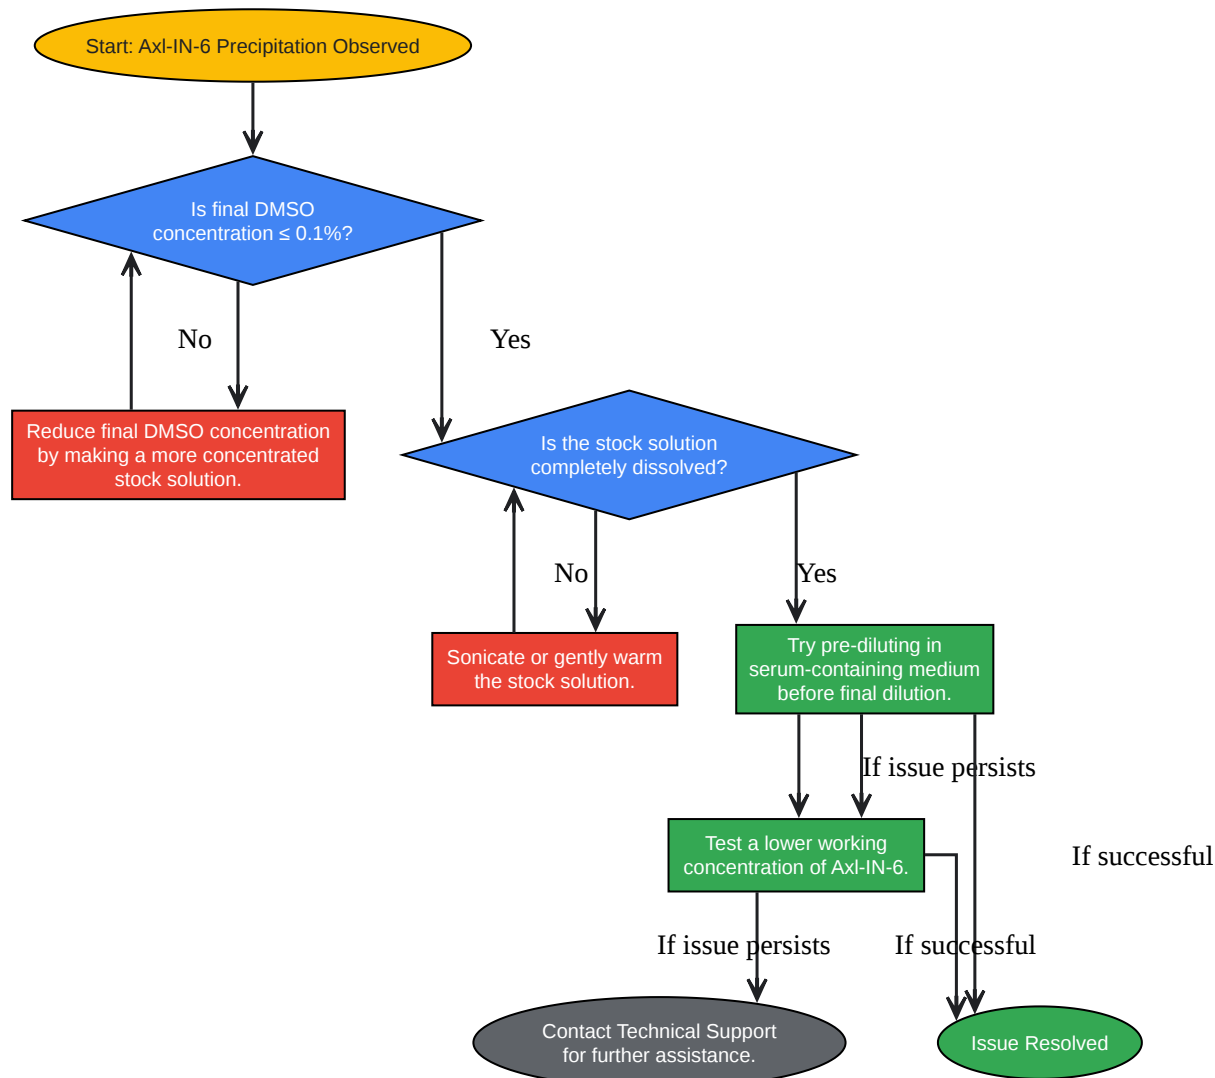 Start: Axl-IN-6 Precipitation Observed
Is final DMSO
concentration ≤ 0.1%?
No
Yes
Reduce final DMSO concentration
by making a more concentrated
stock solution.
Is the stock solution
completely dissolved?
No
Yes
Sonicate or gently warm
the stock solution.
Try pre-diluting in
serum-containing medium
before final dilution.
If issue persists
Test a lower working
concentration of Axl-IN-6.
If successful
If issue persists
If successful
Contact Technical Support
for further assistance.
Issue Resolved